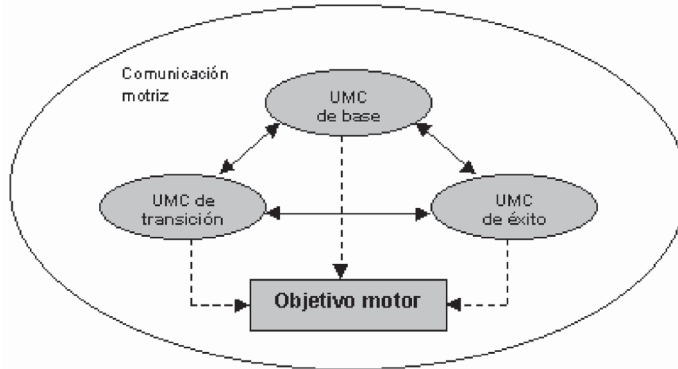 Comunicación
motriz
UMC
de base
UMC de
transición
UMC
de éxito
Objetivo motor